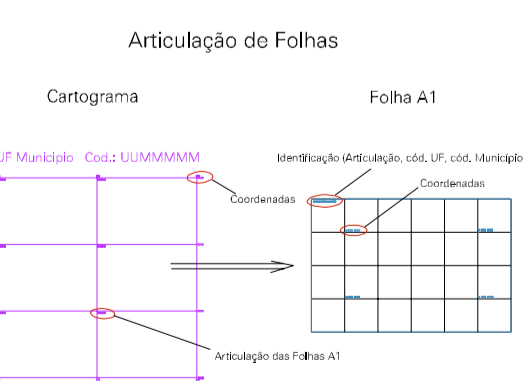 Articulação de Folhas
Cartograma
Folha A1
UF Municipio Cod.: UUMMMMM
Identificação (Articulação, cód. UF, cód. Município
Coordenadas
Coordenadas
Articulação das Folhas A1